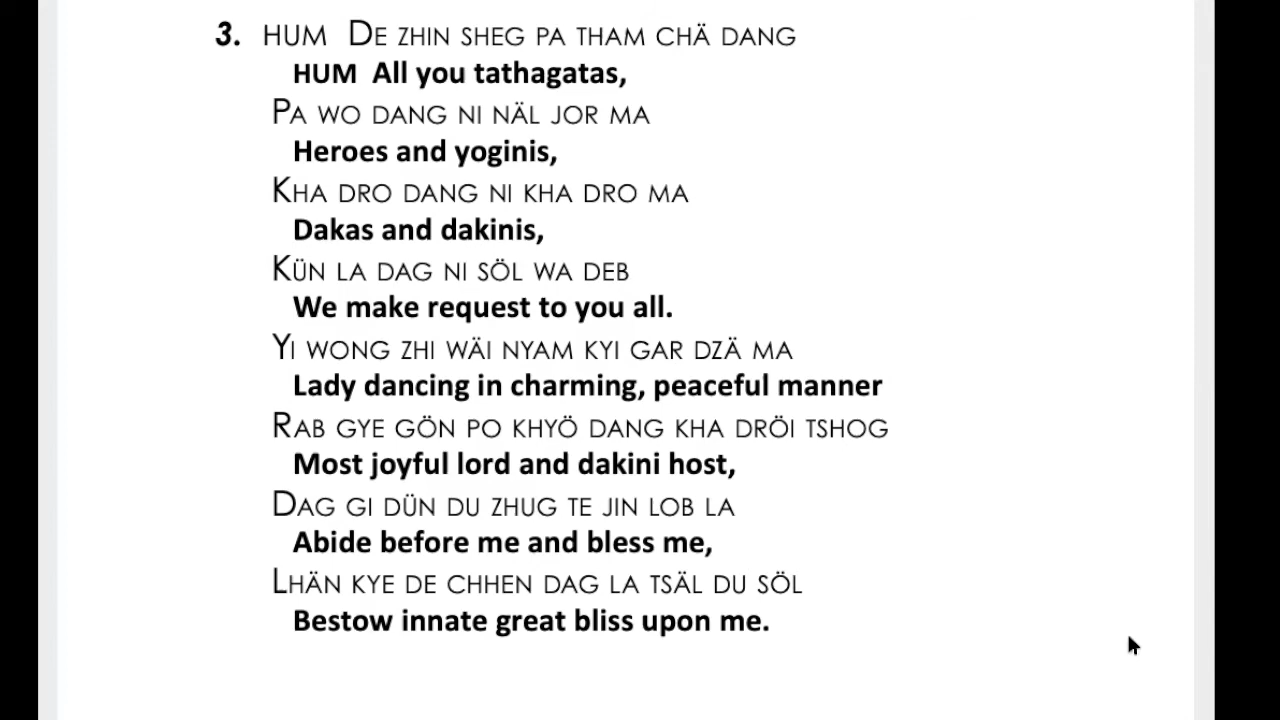 3. HUM DE ZHIN SHEG PA THAM CHÄ DANG
HUM All you tathagatas,
PA WO DANG NI NÄL JOR MA
Heroes and yoginis,
KHA DRO DANG NI KHA DRO MA
Dakas and dakinis,
KÜN LA DAG NI SÖL WA DEB
We make request to you all.
YI WONG ZHI WÄI NYAM KYI GAR DZÄ MA
Lady dancing in charming, peaceful manner
RAB GYE GÖN PO KHYÖ DANG KHA DRÖI TSHOG
Most joyful lord and dakini host,
DAG GI DÜN DU ZHUG TE JIN LOB LA
Abide before me and bless me,
LHÄN KYE DE CHHEN DAG LA TSÄL DU SÖL
Bestow innate great bliss upon me.